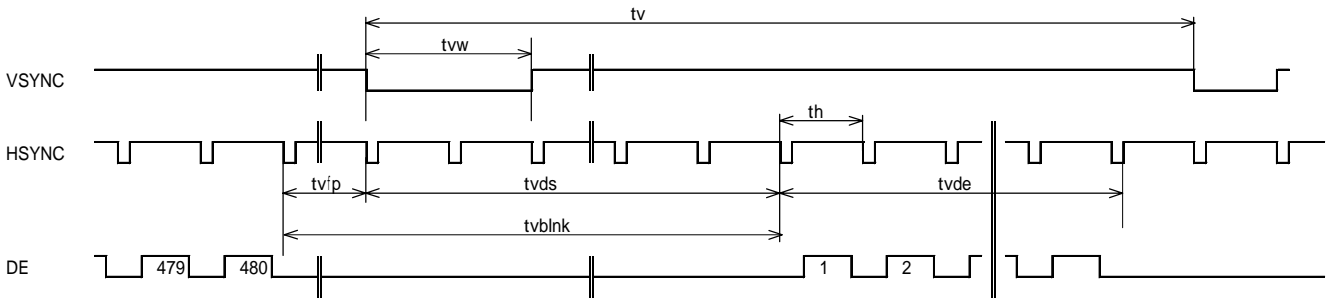 tv
tvw
VSYNC
th
HSYNC
tvfp
tvds
tvde
tvblnk
DE
479
480
1
2